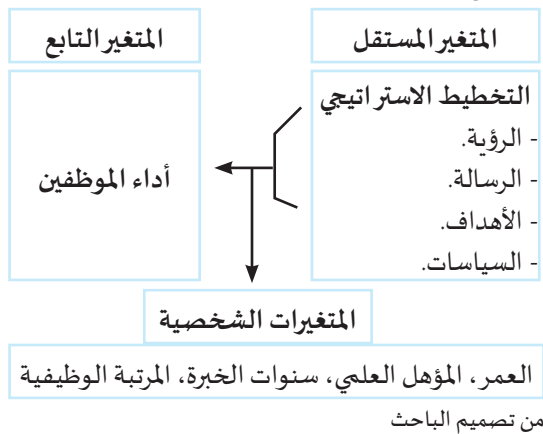 المتغير المستقل
المتغير التابع
التخطيط الاستراتيجي
- الرؤية.
- الرسالة.
- الأهداف.
- السياسات.
أداء الموظفين
المتغيرات الشخصية
العمر، المؤهل العلمي، سنوات الخبرة، المرتبة الوظيفية
من تصميم الباحث